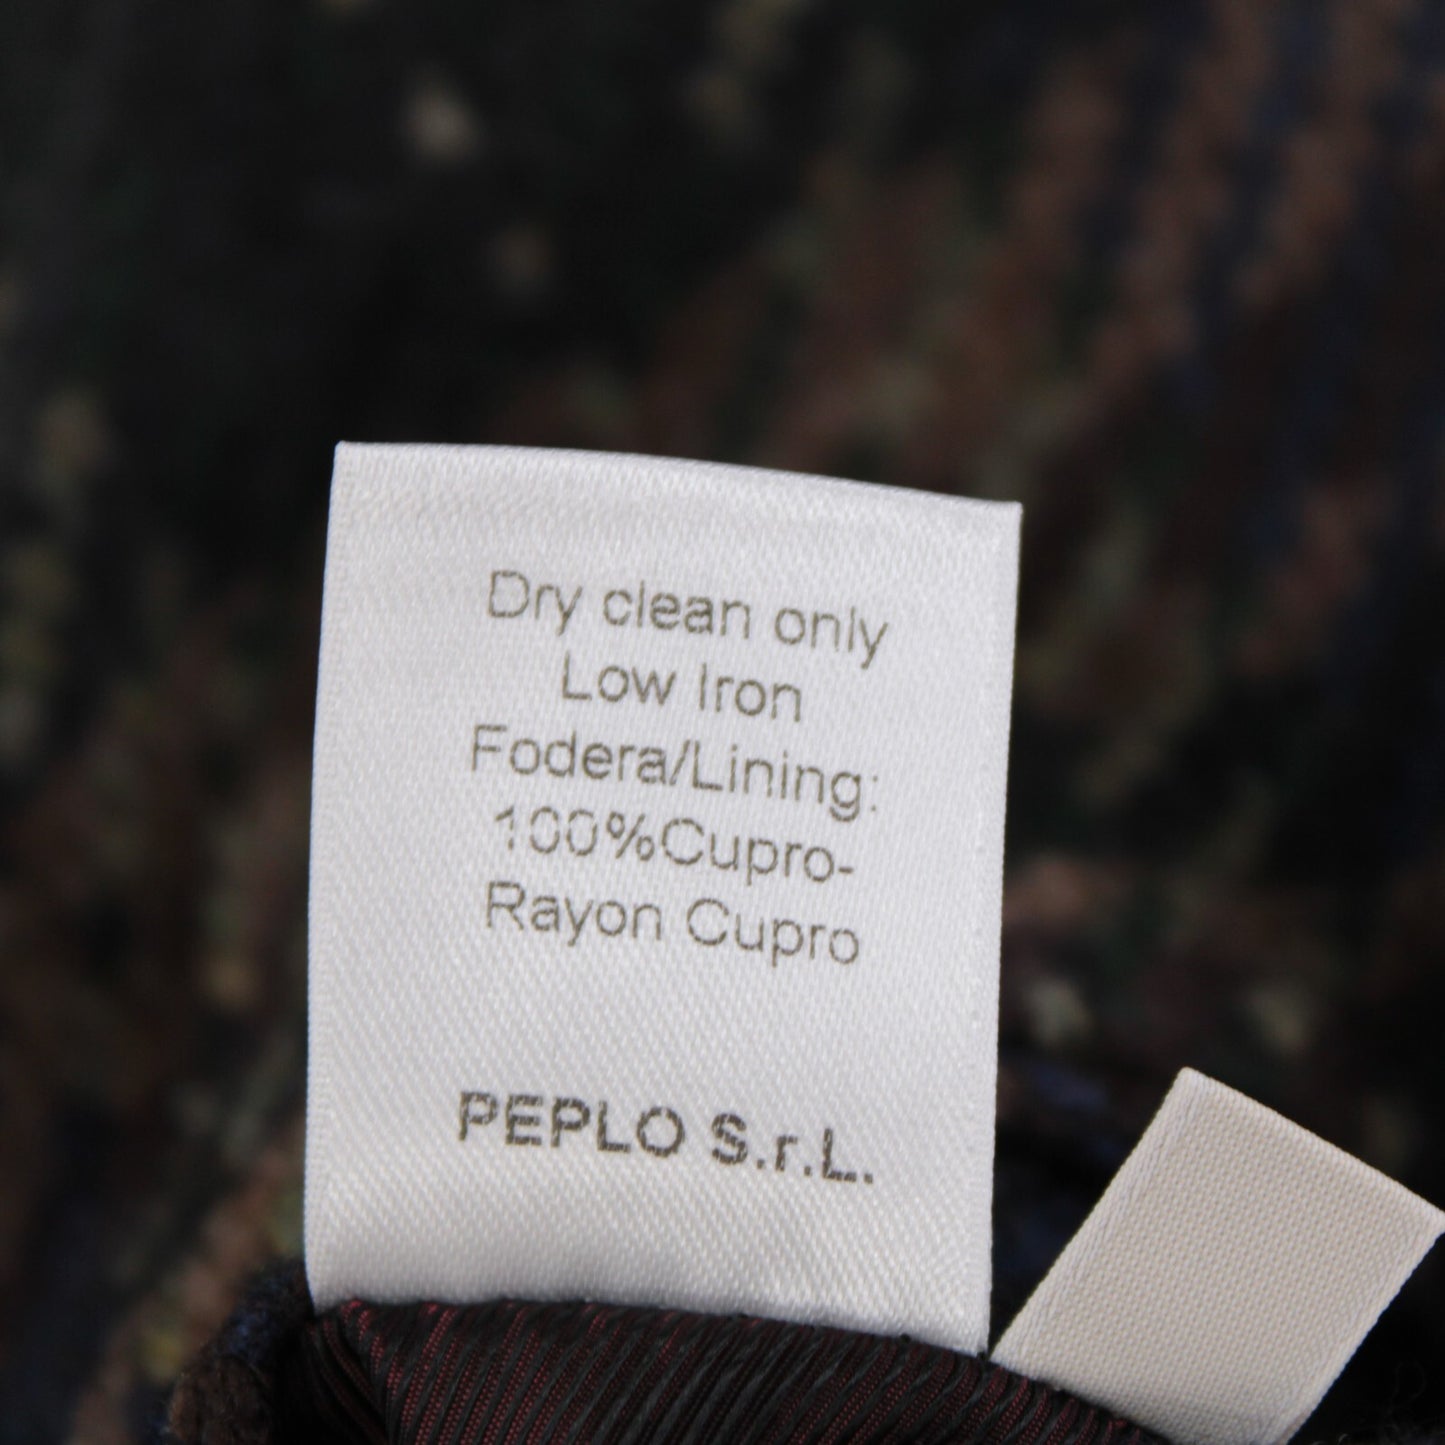 Dry clean only
Low Iron
Fodera/Lining:
100%Cupro-
Rayon Cupro
PEPLO S.r.L.